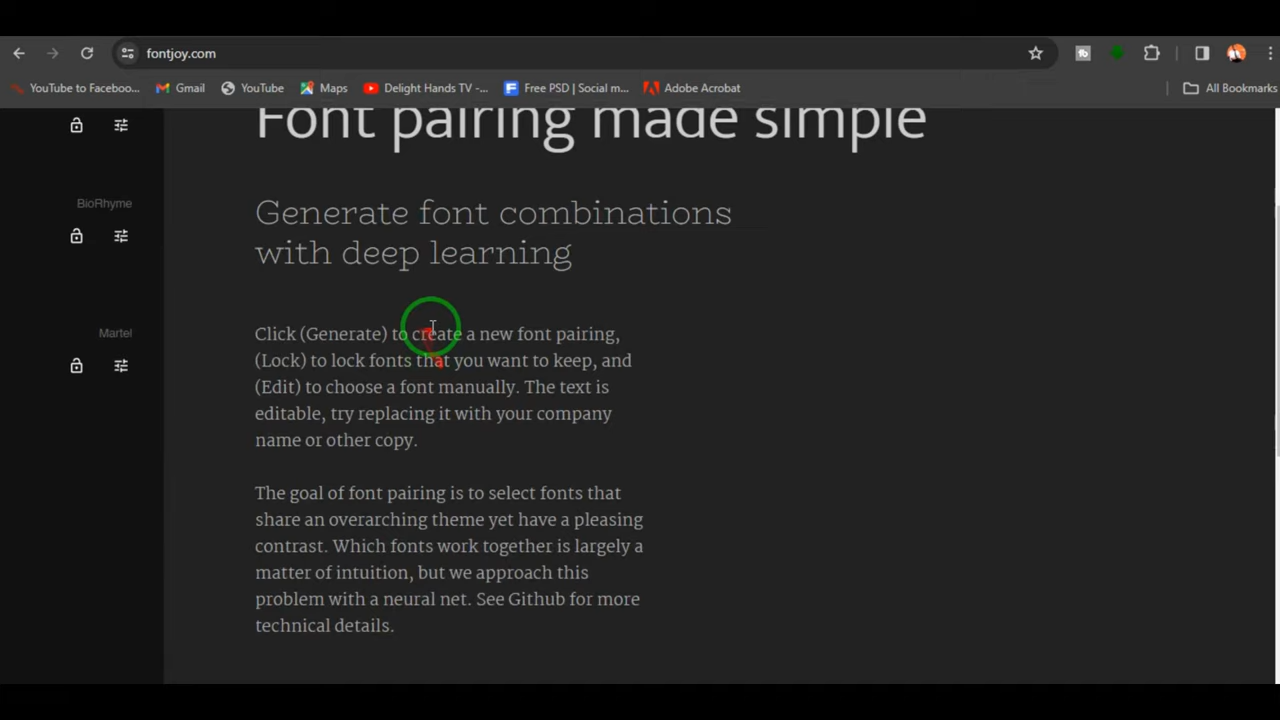 fontjoy.com
YouTube to Faceboo... Gmail YouTube Maps Delight Hands TV -... Free PSD | Social m... Adobe Acrobat All Bookmarks
Font pairing made simple
BioRhyme
Generate font combinations
with deep learning
Martel
Click (Generate) to create a new font pairing,
(Lock) to lock fonts that you want to keep, and
(Edit) to choose a font manually. The text is
editable, try replacing it with your company
name or other copy.
The goal of font pairing is to select fonts that
share an overarching theme yet have a pleasing
contrast. Which fonts work together is largely a
matter of intuition, but we approach this
problem with a neural net. See Github for more
technical details.